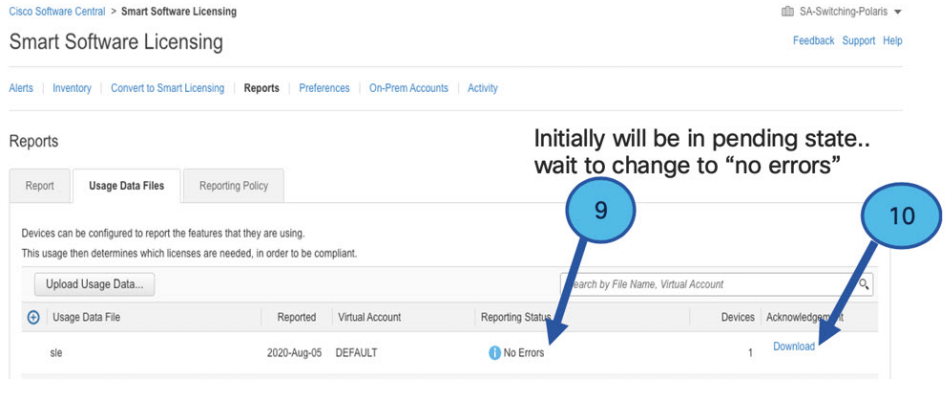 Cisco Software Central > Smart Software Licensing
SA-Switching-Polaris
Smart Software Licensing
Feedback Support Help
Alerts Inventory Convert to Smart Licensing Reports Preferences On-Prem Accounts Activity
Reports
Initially will be in pending state..
wait to change to “no errors”
Report Usage Data Files Reporting Policy
9
10
Devices can be configured to report the features that they are using.
This usage then determines which licenses are needed, in order to be compliant.
Upload Usage Data...
Search by File Name, Virtual Account
Usage Data File Reported Virtual Account Reporting Status Devices Acknowledgement
sle 2020-Aug-05 DEFAULT No Errors 1 Download